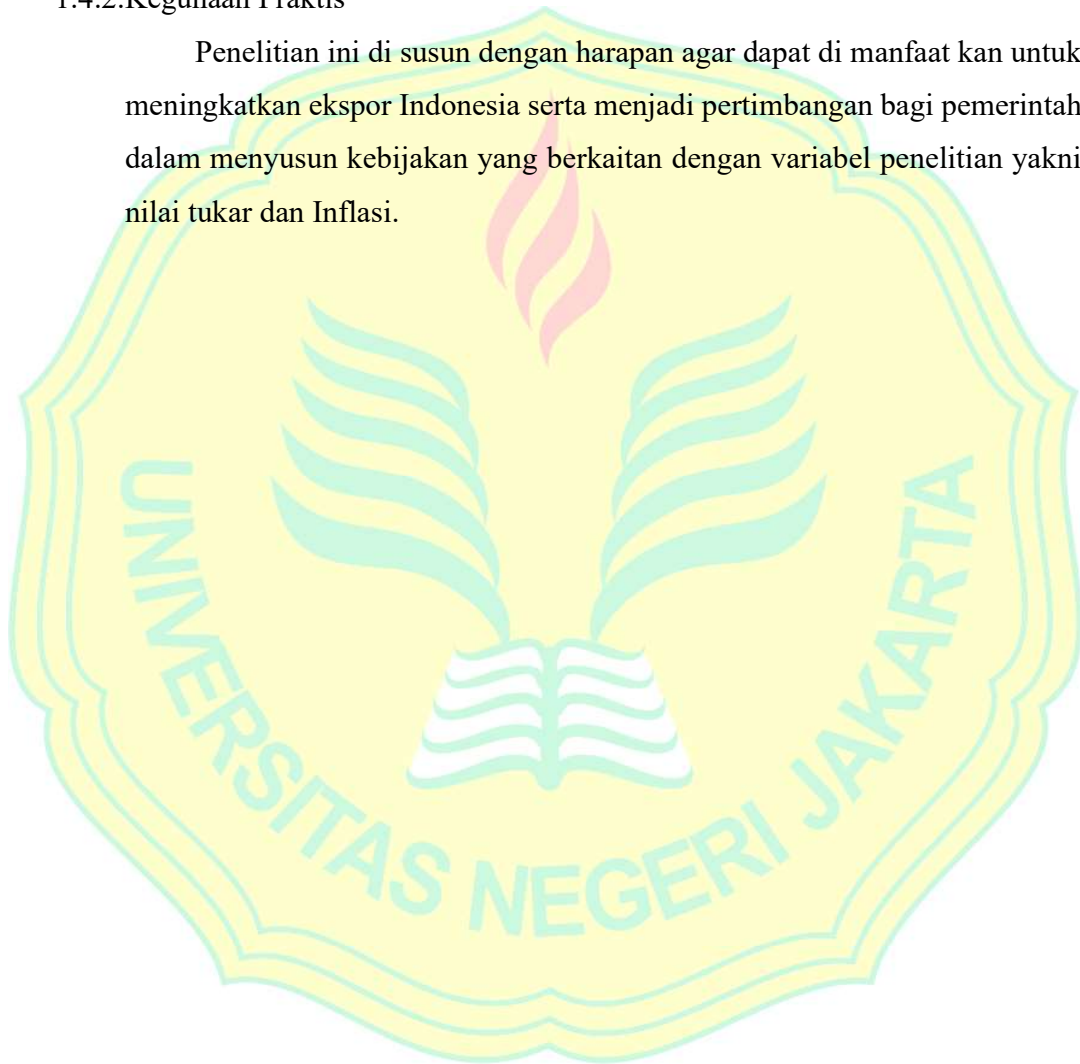 1.4.2.Kegunaan Praktis
Penelitian ini di susun dengan harapan agar dapat di manfaat kan untuk
meningkatkan ekspor Indonesia serta menjadi pertimbangan bagi pemerintah
dalam menyusun kebijakan yang berkaitan dengan variabel penelitian yakni
nilai tukar dan Inflasi.
UNIVERSITAS NEGERI JAKARTA